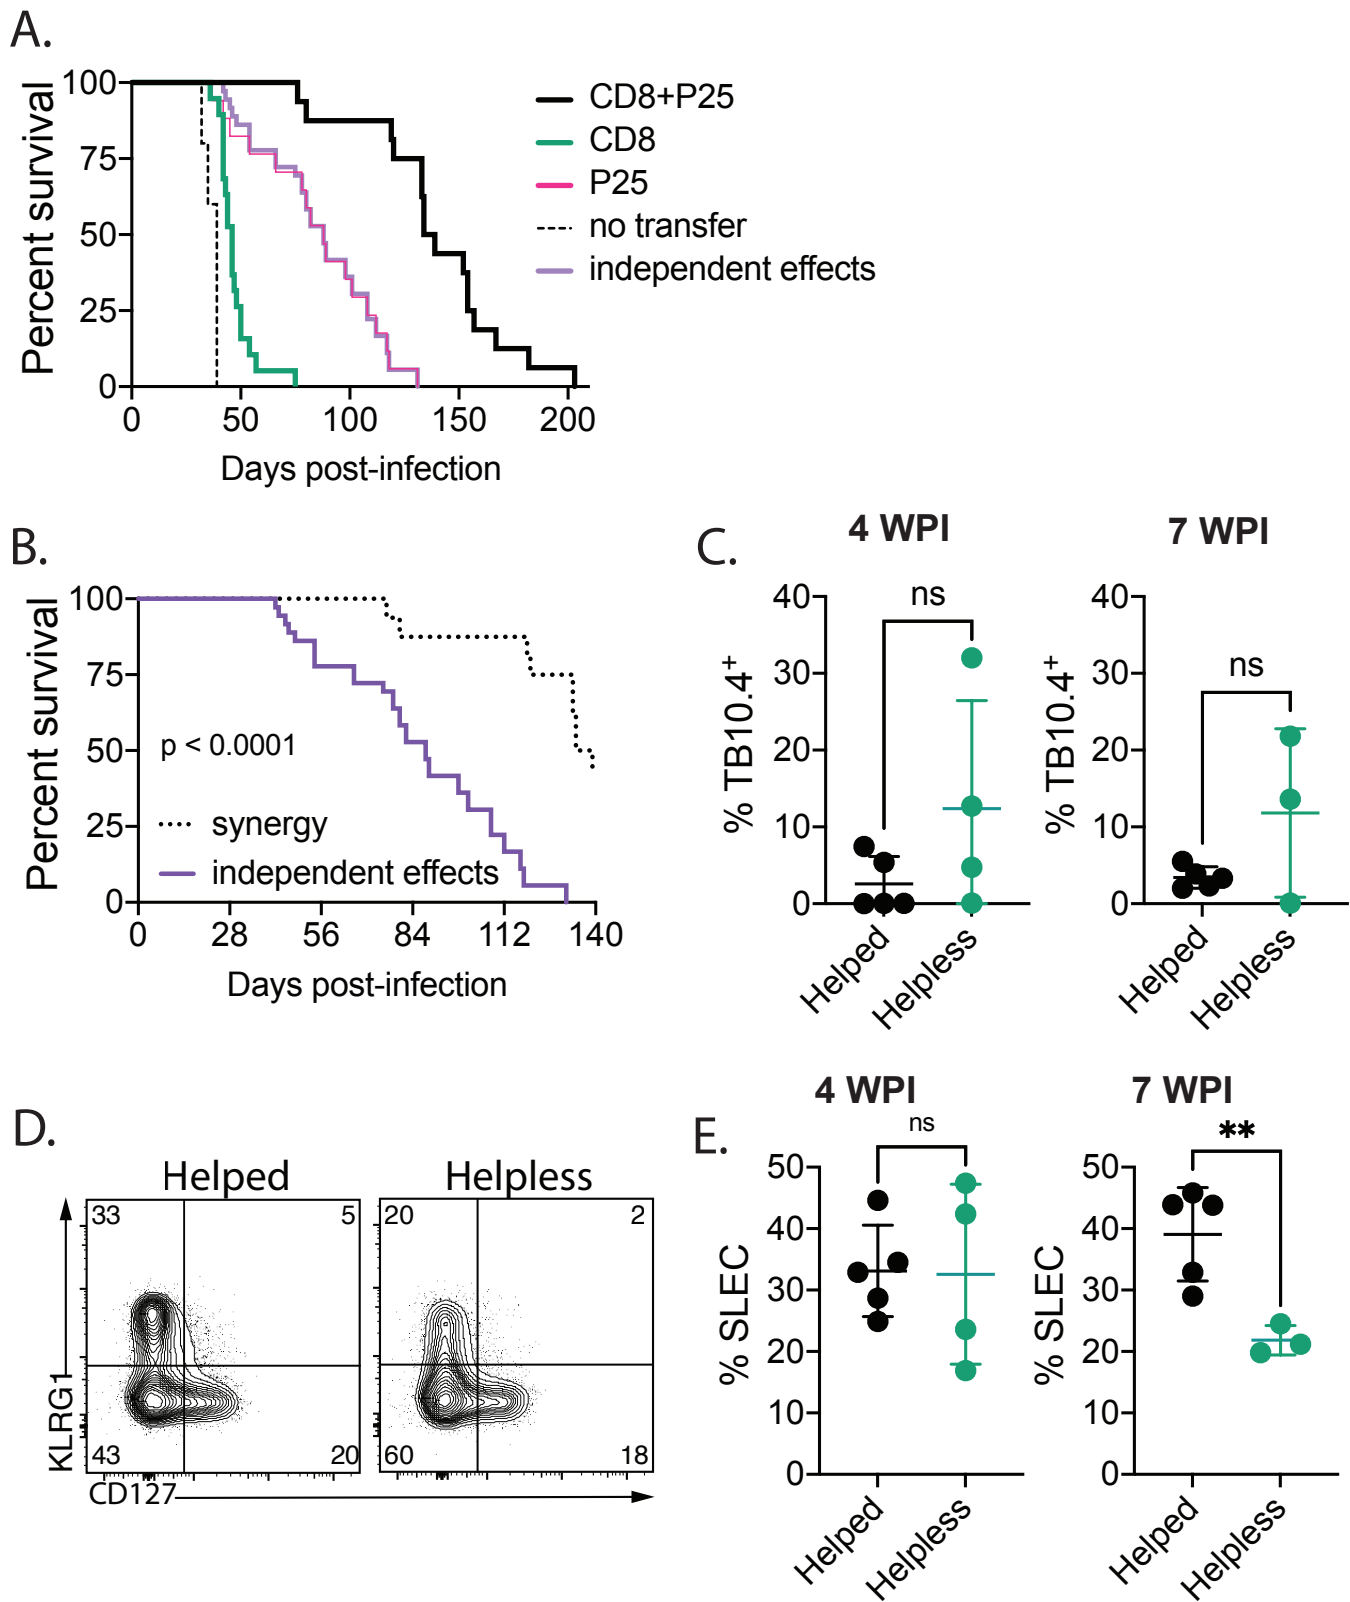 A.
Percent survival
100
75
50
25
0
0 50 100 150 200
Days post-infection
CD8+P25
CD8
P25
no transfer
independent effects
B.
Percent survival
100
75
50
25
0
p < 0.0001
synergy
independent effects
0 28 56 84 112 140
Days post-infection
C.
4 WPI
% TB10.4+
40
30
20
10
0
ns
Helped
Helpless
7 WPI
% TB10.4+
40
30
20
10
0
ns
Helped
Helpless
D.
Helped
33 5
43 20
Helpless
20 2
60 18
KLRG1
CD127
E.
4 WPI
% SLEC
50
40
30
20
10
0
ns
Helped
Helpless
7 WPI
% SLEC
50
40
30
20
10
0
**
Helped
Helpless